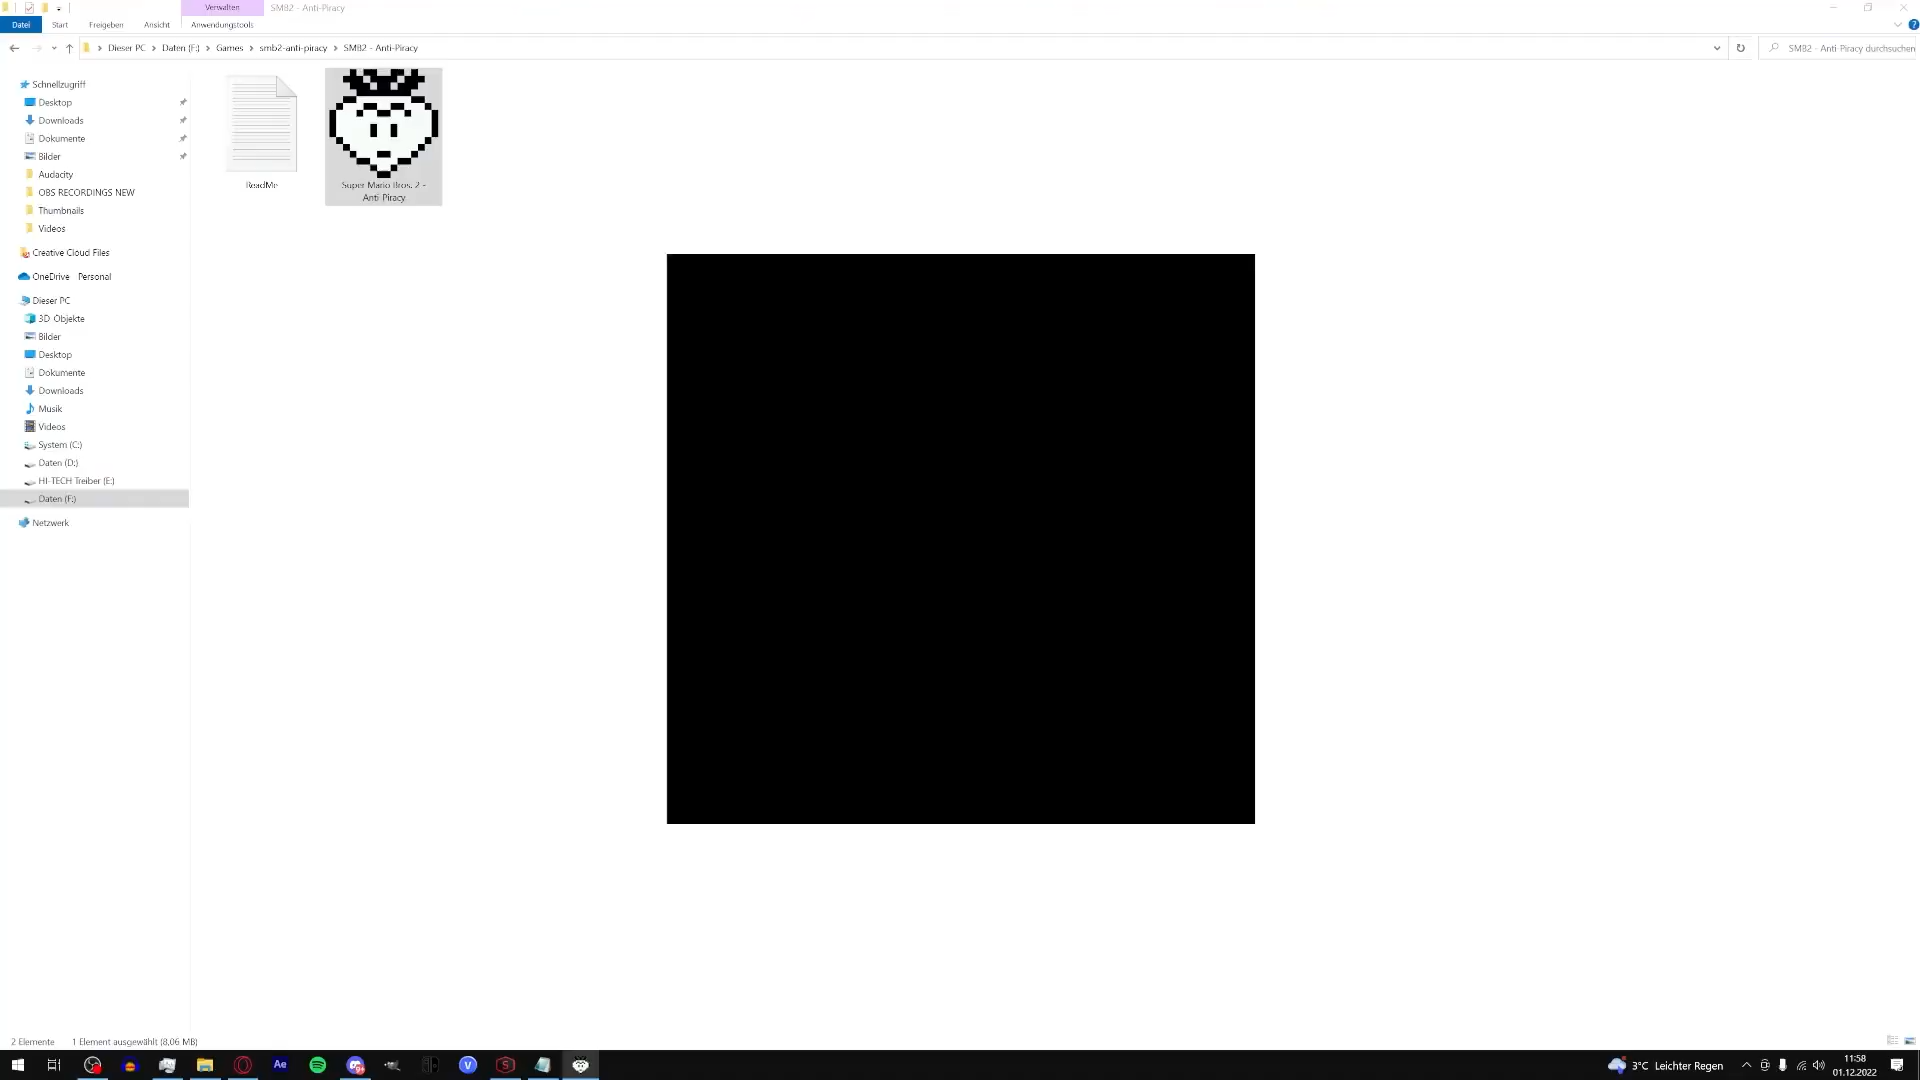 Verwalten
SMB2 - Anti-Piracy
Datei
Start
Freigeben
Ansicht
Anwendungstools
Dieser PC
Daten (F:)
Games
smb2-anti-piracy
SMB2 - Anti-Piracy
SMB2 - Anti-Piracy durchsuchen
Schnellzugriff
Desktop
Downloads
Dokumente
Bilder
Audacity
OBS RECORDINGS NEW
Thumbnails
Videos
Creative Cloud Files
OneDrive Personal
Dieser PC
3D Objekte
Bilder
Desktop
Dokumente
Downloads
Musik
Videos
System (C:)
Daten (D:)
HI-TECH Treiber (E:)
Daten (F:)
Netzwerk
ReadMe
Super Mario Bros. 2 -
Anti Piracy
2 Elemente
1 Element ausgewählt (8,06 MB)
Ae
V
S
9+
3°C Leichter Regen
11:58
01.12.2022